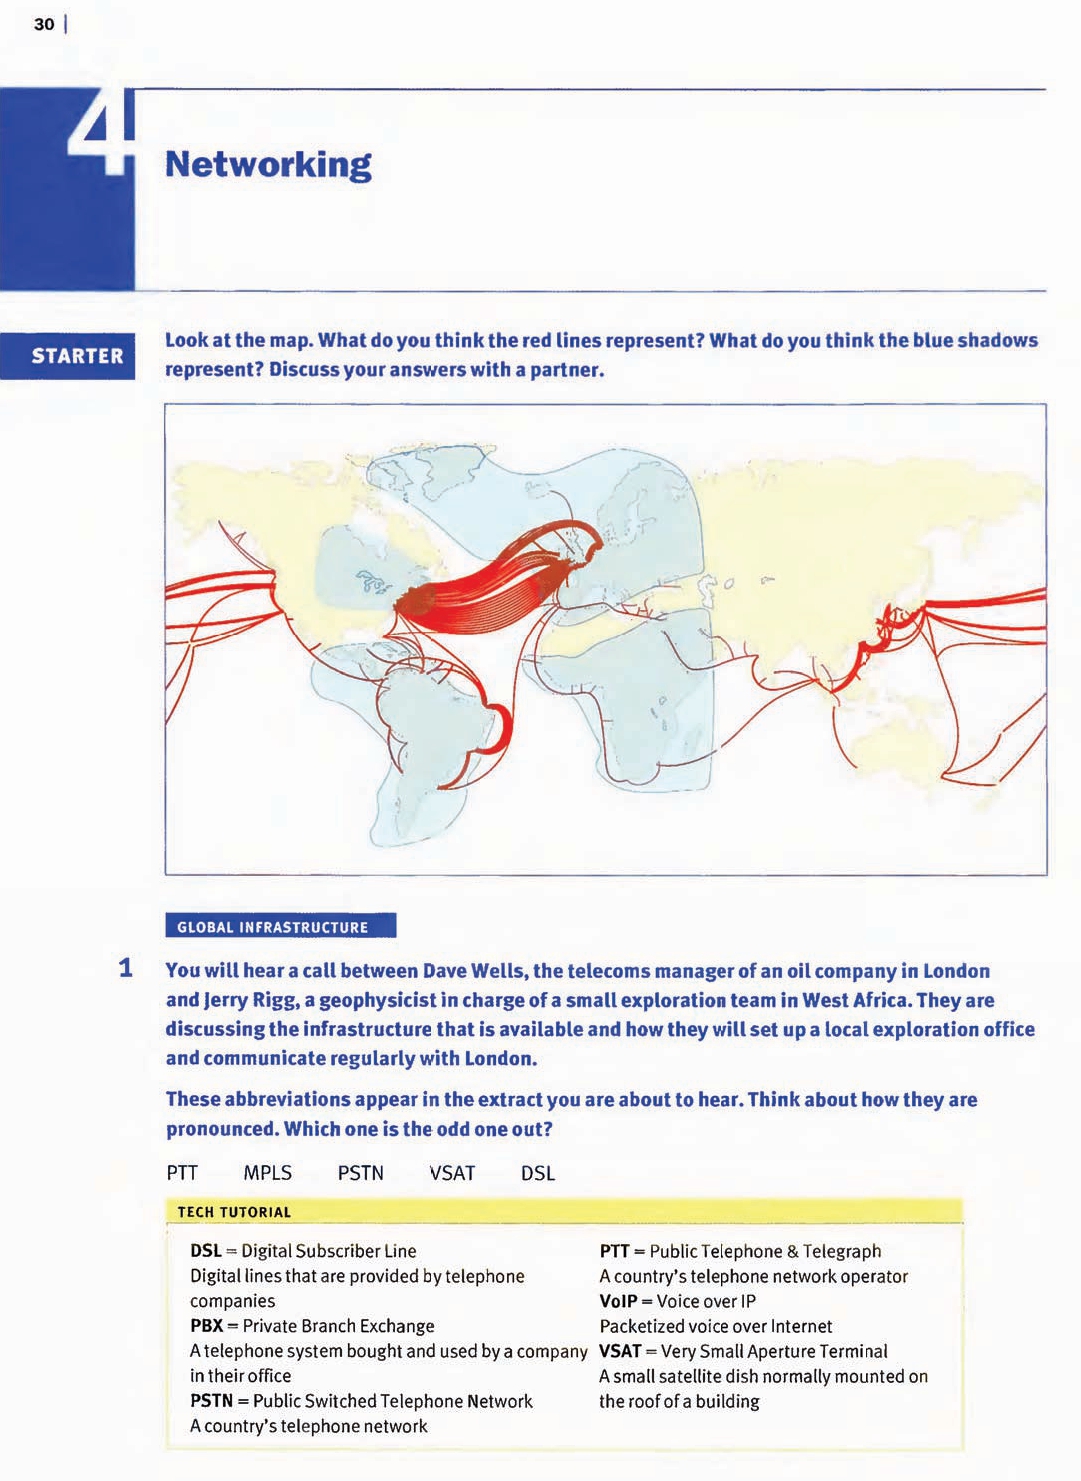 30 |
4
Networking
STARTER
Look at the map. What do you think the red lines represent? What do you think the blue shadows
represent? Discuss your answers with a partner.
GLOBAL INFRASTRUCTURE
1 You will hear a call between Dave Wells, the telecoms manager of an oil company in London
and Jerry Rigg, a geophysicist in charge of a small exploration team in West Africa. They are
discussing the infrastructure that is available and how they will set up a local exploration office
and communicate regularly with London.
These abbreviations appear in the extract you are about to hear. Think about how they are
pronounced. Which one is the odd one out?
PTT MPLS PSTN VSAT DSL
TECH TUTORIAL
DSL = Digital Subscriber Line
Digital lines that are provided by telephone
companies
PBX = Private Branch Exchange
A telephone system bought and used by a company
in their office
PSTN = Public Switched Telephone Network
A country's telephone network
PTT = Public Telephone & Telegraph
A country's telephone network operator
VoIP = Voice over IP
Packetized voice over Internet
VSAT = Very Small Aperture Terminal
A small satellite dish normally mounted on
the roof of a building